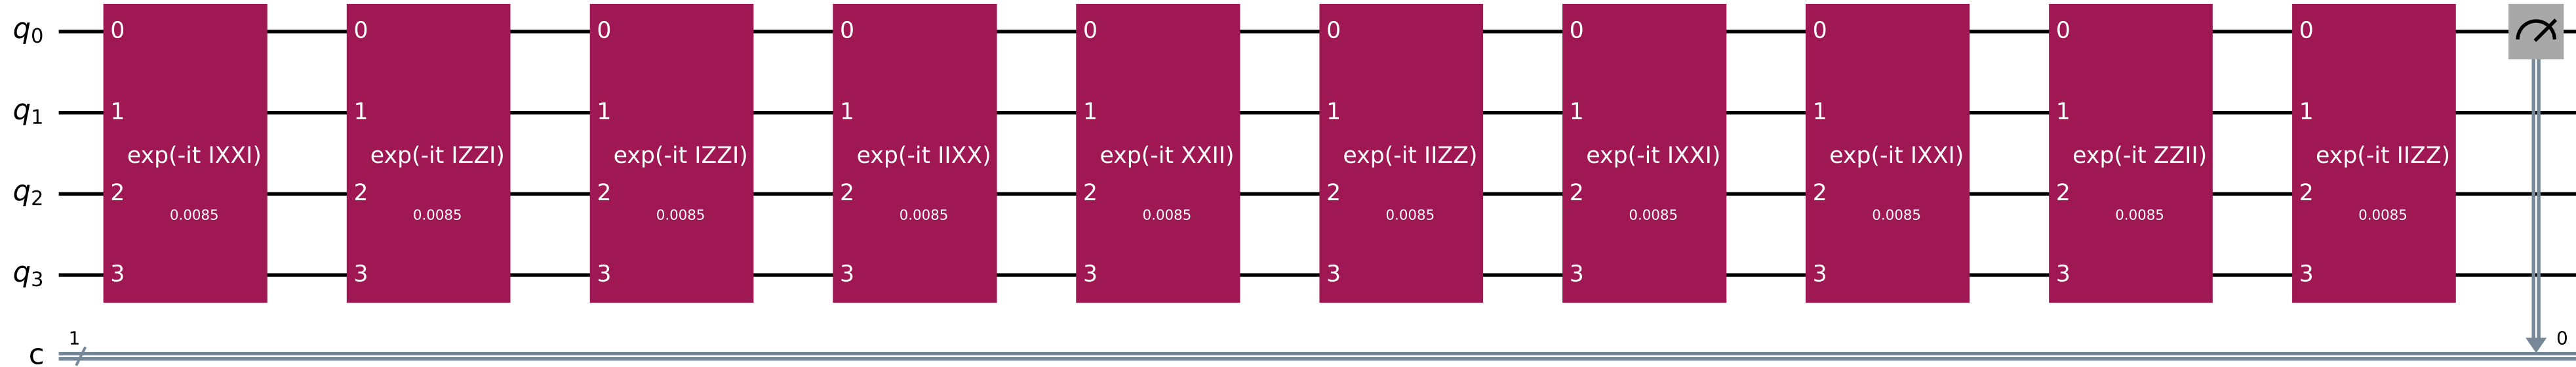 q0 0 0 0 0 0 0 0 0 0 0
q1 1 1 1 1 1 1 1 1 1 1
exp(-it IXXI) exp(-it IZZI) exp(-it IZZI) exp(-it IIXX) exp(-it XXII) exp(-it IIZZ) exp(-it IXXI) exp(-it IXXI) exp(-it ZZII) exp(-it IIZZ)
q2 2 2 2 2 2 2 2 2 2 2
0.0085 0.0085 0.0085 0.0085 0.0085 0.0085 0.0085 0.0085 0.0085 0.0085
q3 3 3 3 3 3 3 3 3 3 3
1 0
c